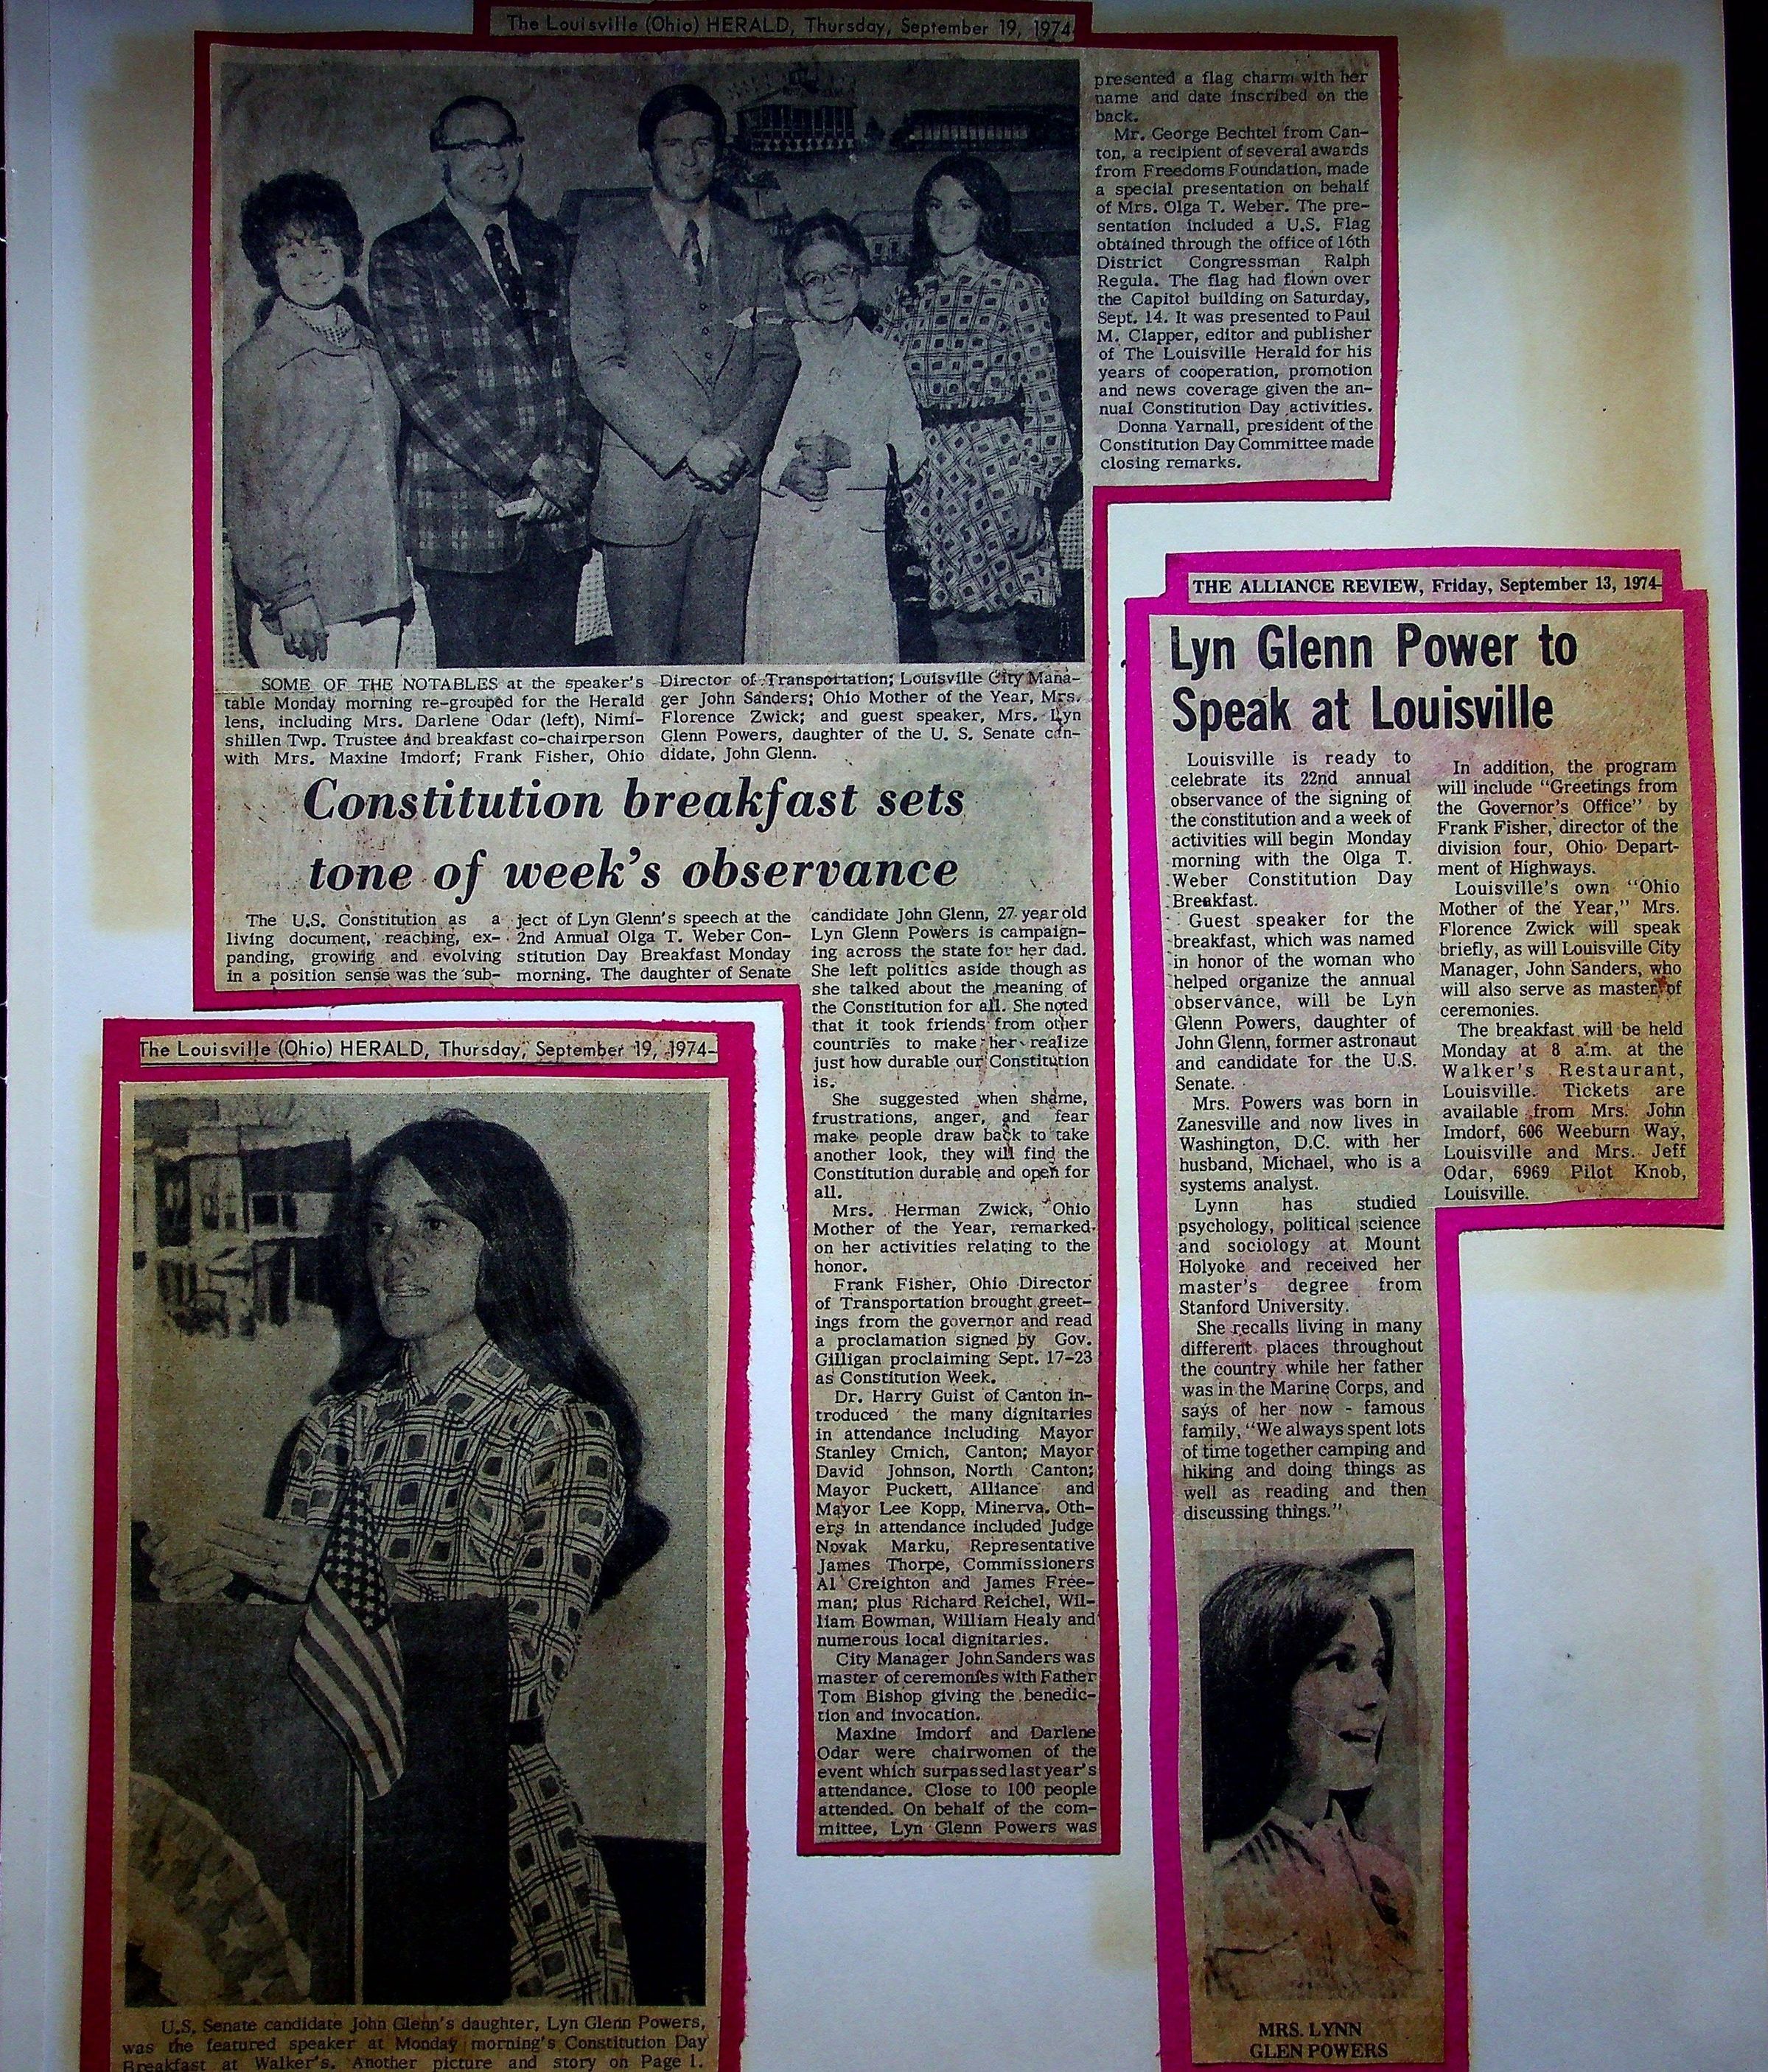 The Louisville (Ohio) HERALD, Thursday, September 19, 1974
SOME OF THE NOTABLES at the speaker's
table Monday morning re-grouped for the Herald
lens, including Mrs. Darlene Odar (left), Nimi-
shillen Twp. Trustee and breakfast co-chairperson
with Mrs. Maxine Imdorf; Frank Fisher, Ohio
Director of Transportation; Louisville City Mana-
ger John Sanders; Ohio Mother of the Year, Mrs.
Florence Zwick; and guest speaker, Mrs. Lyn
Glenn Powers, daughter of the U. S. Senate can-
didate, John Glenn.
Constitution breakfast sets
tone of week's observance
The U.S. Constitution as a
living document, reaching, ex-
panding, growing and evolving
in a position sense was the sub-
ject of Lyn Glenn's speech at the
2nd Annual Olga T. Weber Con-
stitution Day Breakfast Monday
morning. The daughter of Senate
candidate John Glenn, 27 year old
Lyn Glenn Powers is campaign-
ing across the state for her dad.
She left politics aside though as
she talked about the meaning of
the Constitution for all. She noted
that it took friends from other
countries to make her realize
just how durable our Constitution
is.
She suggested when shame,
frustrations, anger, and fear
make people draw back to take
another look, they will find the
Constitution durable and open for
all.
Mrs. Herman Zwick, Ohio
Mother of the Year, remarked
on her activities relating to the
honor.
Frank Fisher, Ohio Director
of Transportation brought greet-
ings from the governor and read
a proclamation signed by Gov.
Gilligan proclaiming Sept. 17-23
as Constitution Week.
Dr. Harry Guist of Canton in-
troduced the many dignitaries
in attendance including Mayor
Stanley Cmich, Canton; Mayor
David Johnson, North Canton;
Mayor Puckett, Alliance and
Mayor Lee Kopp, Minerva. Oth-
ers in attendance included Judge
Novak Marku, Representative
James Thorpe, Commissioners
Al Creighton and James Free-
man; plus Richard Reichel, Wil-
liam Bowman, William Healy and
numerous local dignitaries.
City Manager John Sanders was
master of ceremonies with Father
Tom Bishop giving the benedic-
tion and invocation.
Maxine Imdorf and Darlene
Odar were chairwomen of the
event which surpassed last year's
attendance. Close to 100 people
attended. On behalf of the com-
mittee, Lyn Glenn Powers was
presented a flag charm with her
name and date inscribed on the
back.
Mr. George Bechtel from Can-
ton, a recipient of several awards
from Freedoms Foundation, made
a special presentation on behalf
of Mrs. Olga T. Weber. The pre-
sentation included a U.S. Flag
obtained through the office of 16th
District Congressman Ralph
Regula. The flag had flown over
the Capitol building on Saturday,
Sept. 14. It was presented to Paul
M. Clapper, editor and publisher
of The Louisville Herald for his
years of cooperation, promotion
and news coverage given the an-
nual Constitution Day activities.
Donna Yarnall, president of the
Constitution Day Committee made
closing remarks.
The Louisville (Ohio) HERALD, Thursday, September 19, 1974-
U.S. Senate candidate John Glenn's daughter, Lyn Glenn Powers,
was the featured speaker at Monday morning's Constitution Day
Breakfast at Walker's. Another picture and story on Page 1.
THE ALLIANCE REVIEW, Friday, September 13, 1974-
Lyn Glenn Power to
Speak at Louisville
Louisville is ready to
celebrate its 22nd annual
observance of the signing of
the constitution and a week of
activities will begin Monday
morning with the Olga T.
Weber Constitution Day
Breakfast.
Guest speaker for the
breakfast, which was named
in honor of the woman who
helped organize the annual
observance, will be Lyn
Glenn Powers, daughter of
John Glenn, former astronaut
and candidate for the U.S.
Senate.
Mrs. Powers was born in
Zanesville and now lives in
Washington, D.C. with her
husband, Michael, who is a
systems analyst.
Lynn has studied
psychology, political science
and sociology at Mount
Holyoke and received her
master's degree from
Stanford University.
She recalls living in many
different places throughout
the country while her father
was in the Marine Corps, and
says of her now - famous
family, "We always spent lots
of time together camping and
hiking and doing things as
well as reading and then
discussing things."
In addition, the program
will include "Greetings from
the Governor's Office" by
Frank Fisher, director of the
division four, Ohio Depart-
ment of Highways.
Louisville's own "Ohio
Mother of the Year," Mrs.
Florence Zwick will speak
briefly, as will Louisville City
Manager, John Sanders, who
will also serve as master of
ceremonies.
The breakfast will be held
Monday at 8 a.m. at the
Walker's Restaurant,
Louisville. Tickets are
available from Mrs. John
Imdorf, 606 Weeburn Way,
Louisville and Mrs. Jeff
Odar, 6969 Pilot Knob,
Louisville.
MRS. LYNN
GLEN POWERS